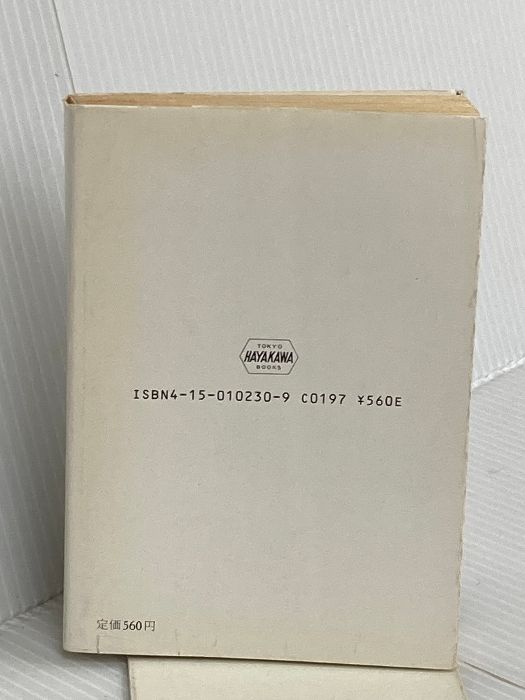 TOKYO
HAYAKAWA
BOOKS
ISBN4-15-010230-9 C0197 ¥560E
定価560円